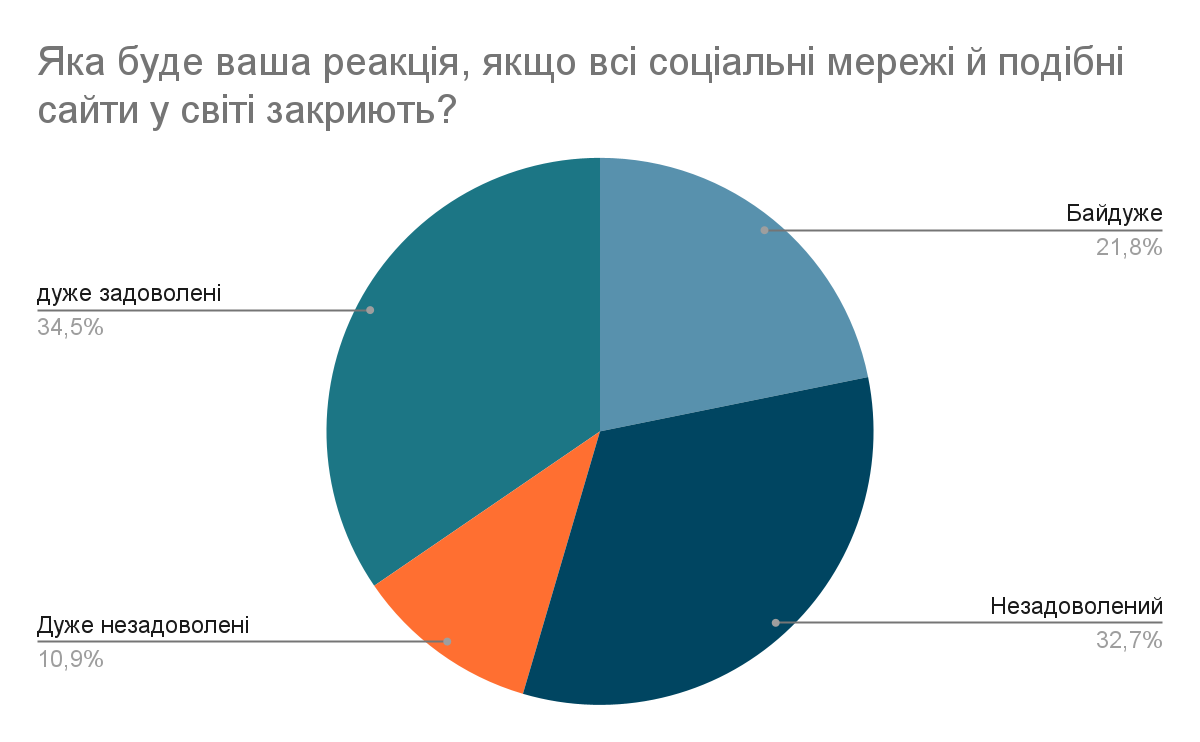 Яка буде ваша реакція, якщо всі соціальні мережі й подібні
сайти у світі закриють?
Байдуже
21,8%
дуже задоволені
34,5%
Незадоволений
32,7%
Дуже незадоволені
10,9%